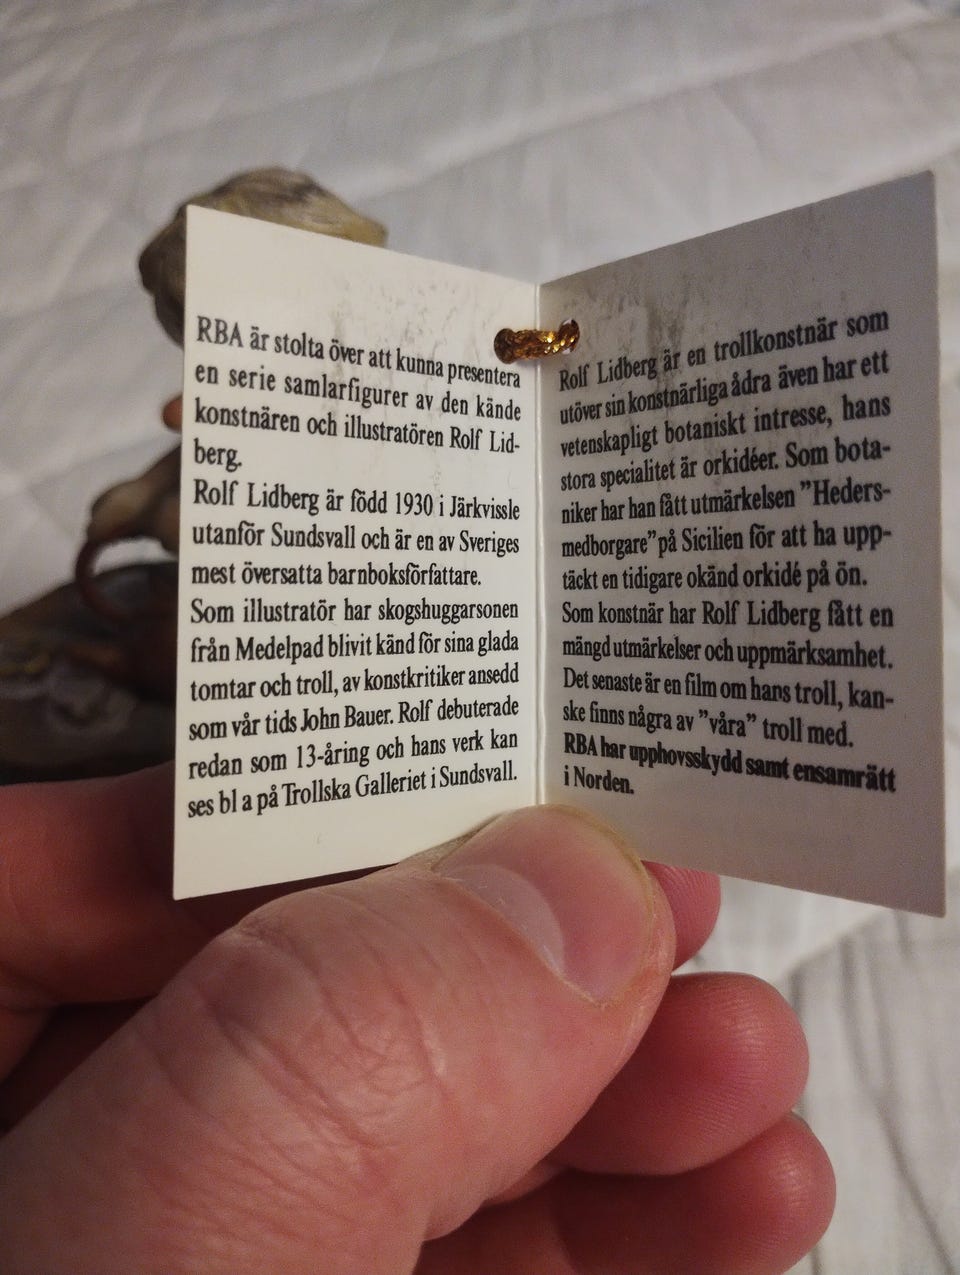 RBA är stolta över att kunna presentera
en serie samlarfigurer av den kände
konstnären och illustratören Rolf Lid-
berg.
Rolf Lidberg är född 1930 i Järkvissle
utanför Sundsvall och är en av Sveriges
mest översatta barnboksförfattare.
Som illustratör har skogshuggarsonen
från Medelpad blivit känd för sina glada
tomtar och troll, av konstkritiker ansedd
som vår tids John Bauer. Rolf debuterade
redan som 13-åring och hans verk kan
ses bl a på Trollska Galleriet i Sundsvall.
Rolf Lidberg är en trollkonstnär som
utöver sin konstnärliga ådra även har ett
vetenskapligt botaniskt intresse, hans
stora specialitet är orkidéer. Som bota-
niker har han fått utmärkelsen ”Heders-
medborgare” på Sicilien för att ha upp-
täckt en tidigare okänd orkidé på ön.
Som konstnär har Rolf Lidberg fått en
mängd utmärkelser och uppmärksamhet.
Det senaste är en film om hans troll, kan-
ske finns några av ”våra” troll med.
RBA har upphovsskydd samt ensamrätt
i Norden.